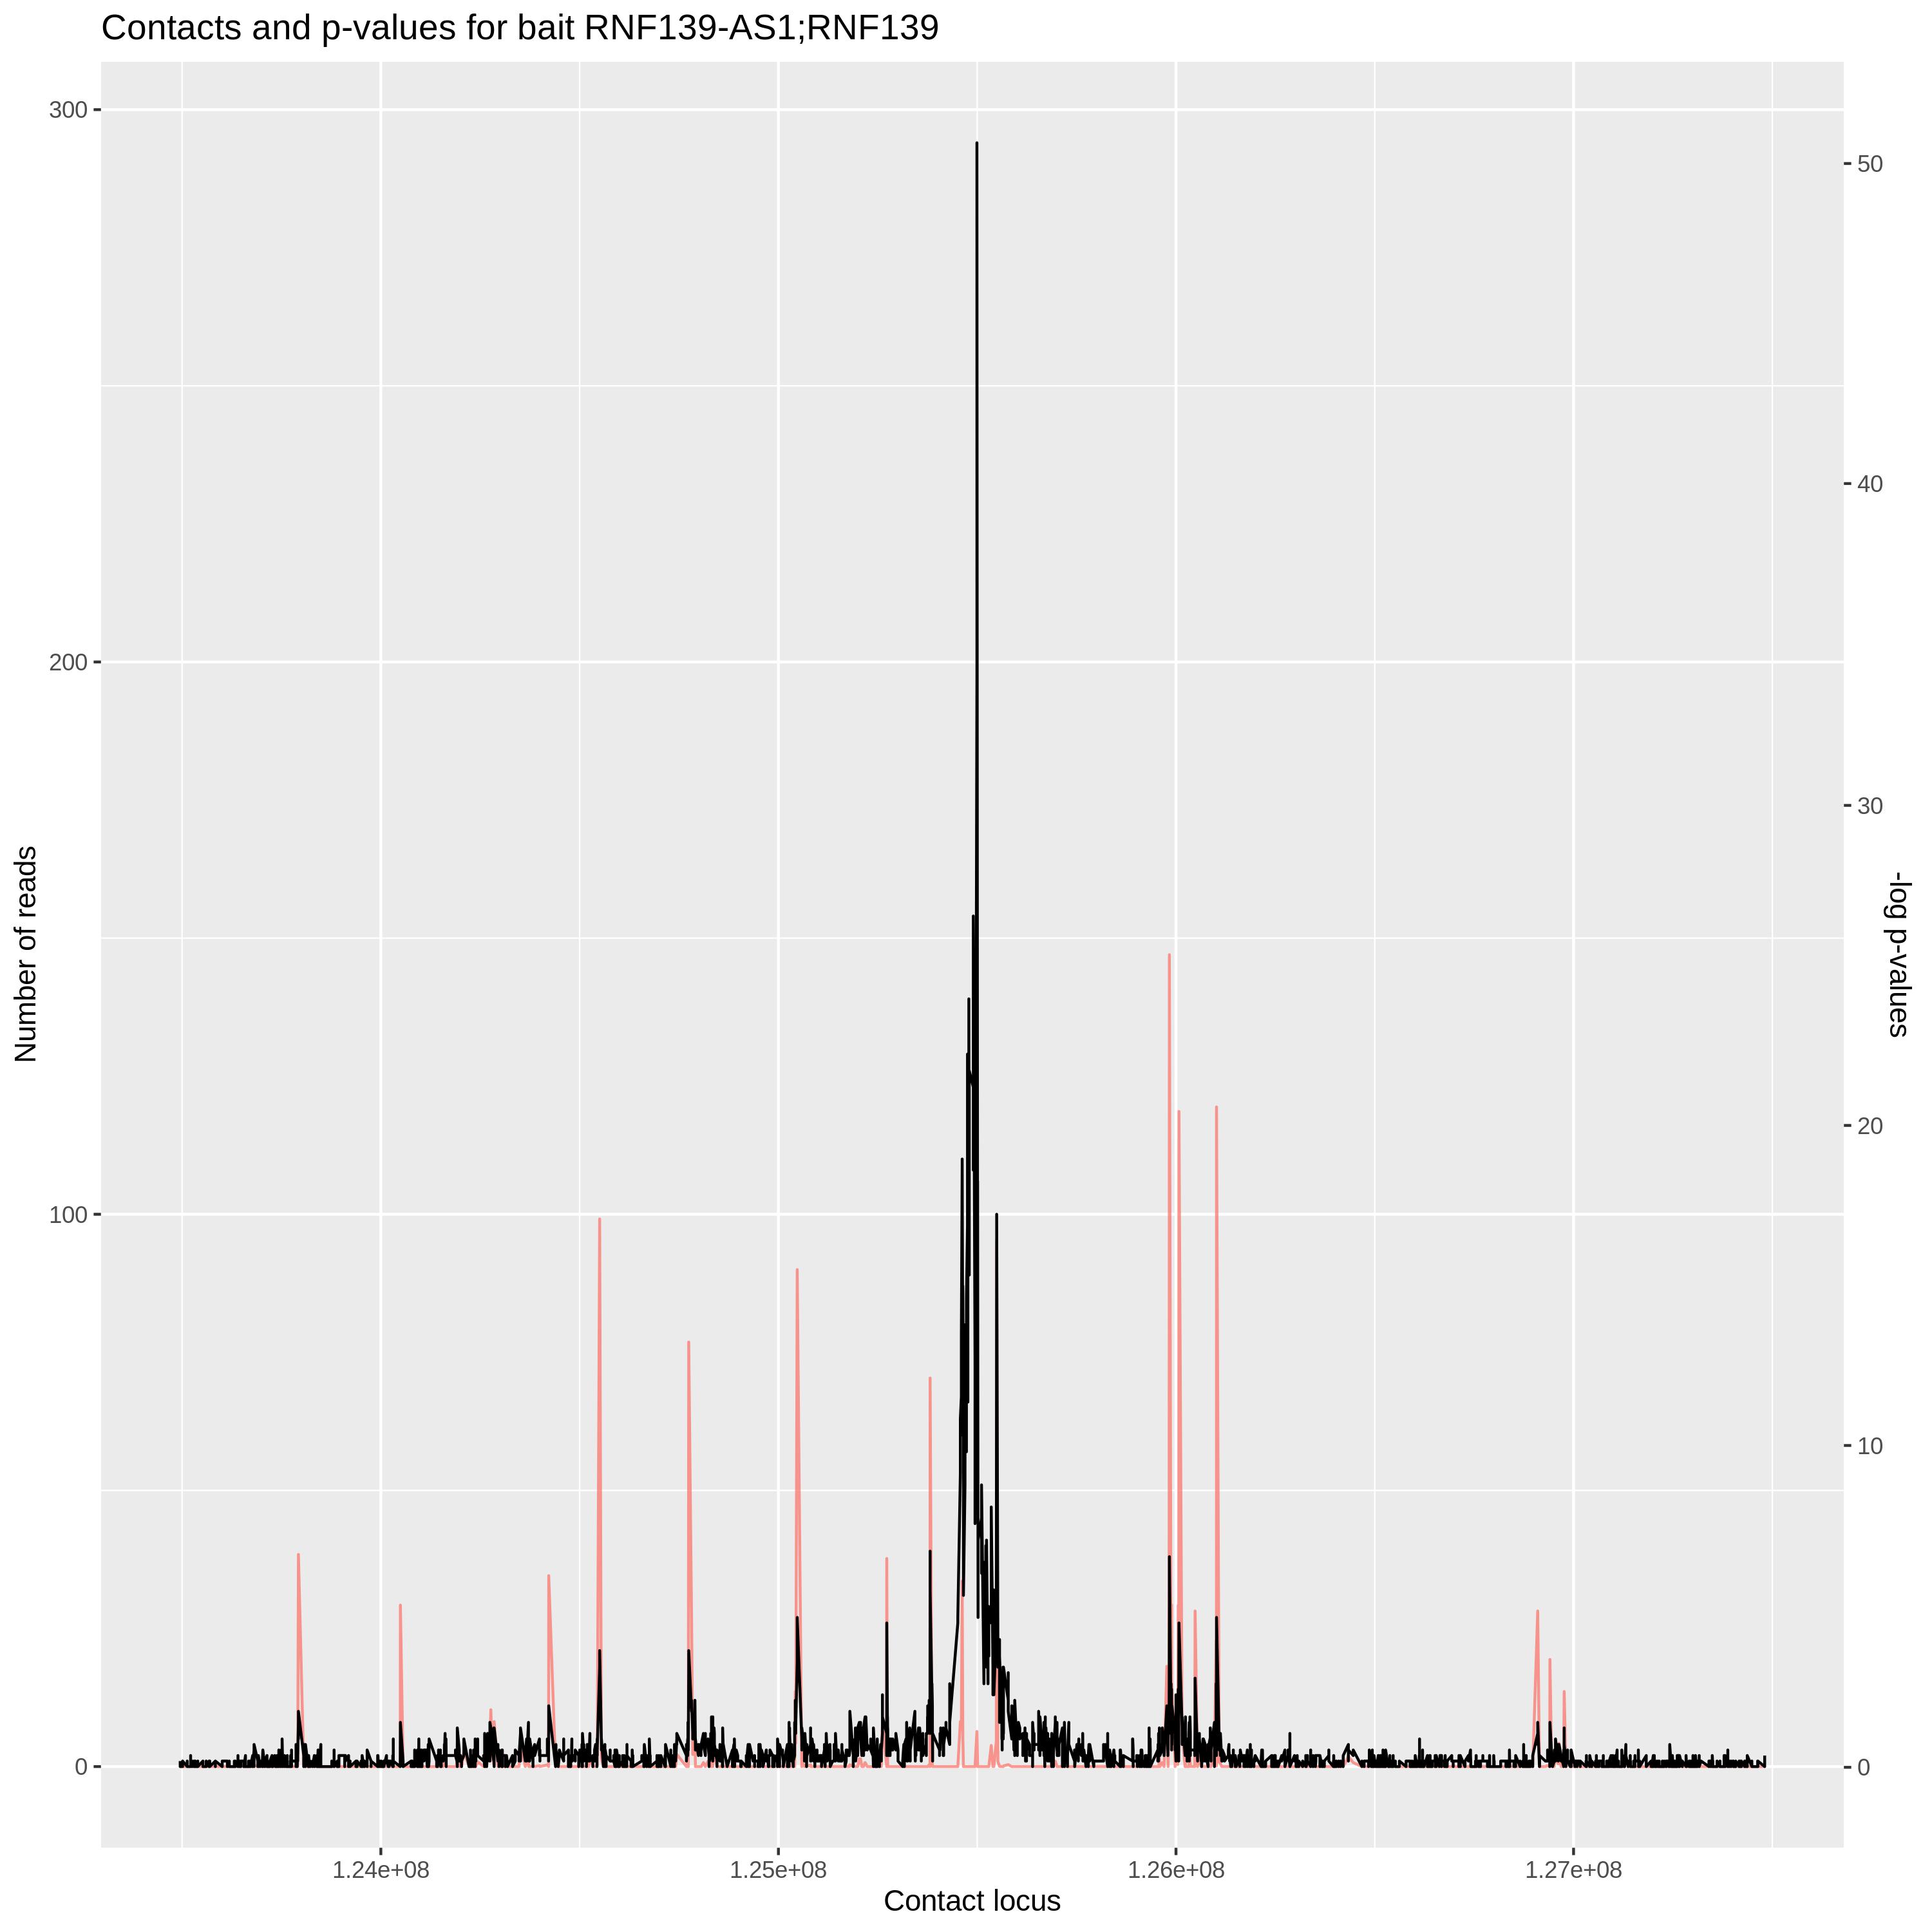 Contacts and p-values for bait RNF139-AS1;RNF139
300
200
100
0
Number of reads
50
40
30
20
10
0
-log p-values
1.24e+08
1.25e+08
1.26e+08
1.27e+08
Contact locus